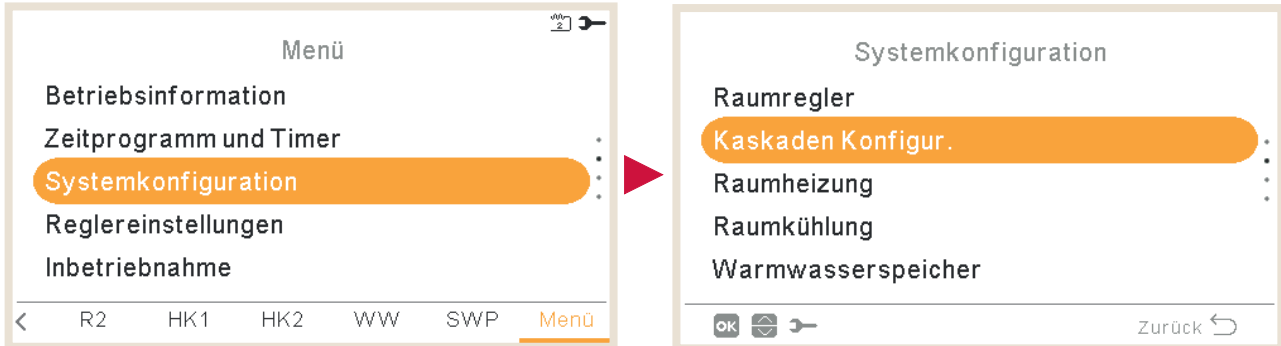 2
Menü
Betriebsinformation
Zeitprogramm und Timer
Systemkonfiguration
Reglereinstellungen
Inbetriebnahme
< R2 HK1 HK2 WW SWP Menü
Systemkonfiguration
Raumregler
Kaskaden Konfigur.
Raumheizung
Raumkühlung
Warmwasserspeicher
OK Zurück